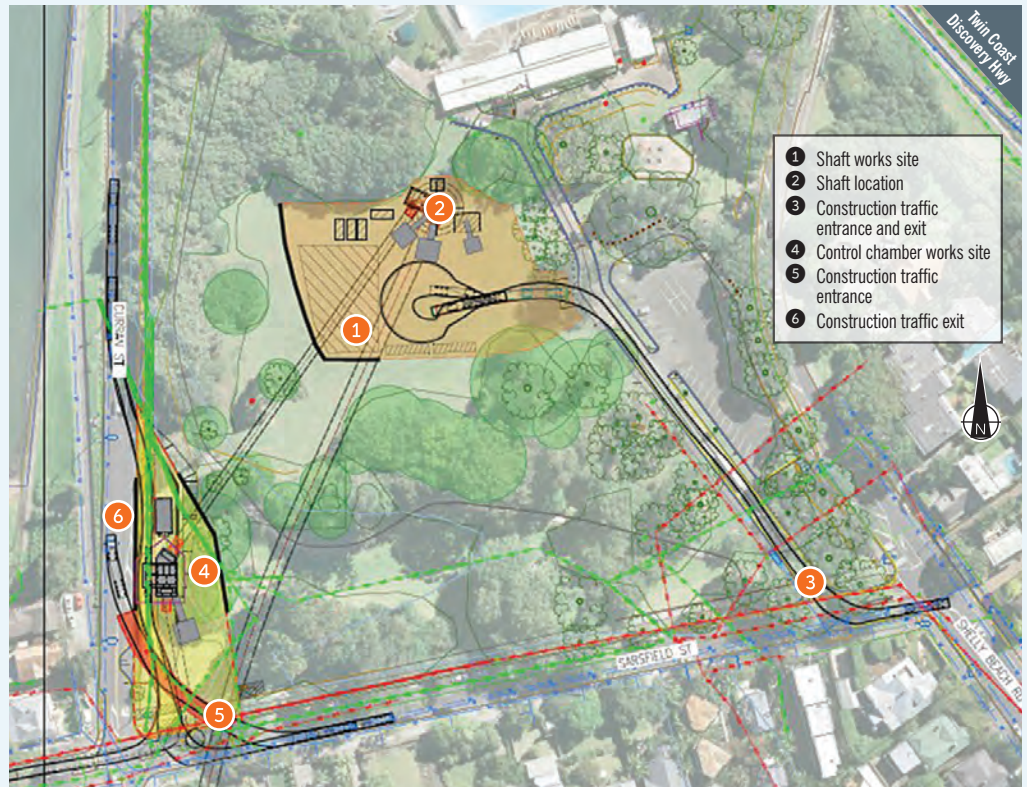 Twin Coast
Discovery Hwy
1 Shaft works site
2 Shaft location
3 Construction traffic
entrance and exit
4 Control chamber works site
5 Construction traffic
entrance
6 Construction traffic exit
N
CURRAN ST
2
1
6
4
3
5
SARSFIELD ST
SHELLY BEACH RD